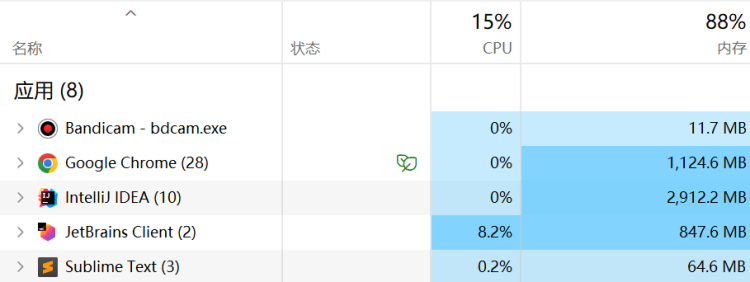 15% 88%
名称 状态 CPU 内存
应用 (8)
Bandicam - bdcam.exe 0% 11.7 MB
Google Chrome (28) 0% 1,124.6 MB
IntelliJ IDEA (10) 0% 2,912.2 MB
JetBrains Client (2) 8.2% 847.6 MB
Sublime Text (3) 0.2% 64.6 MB